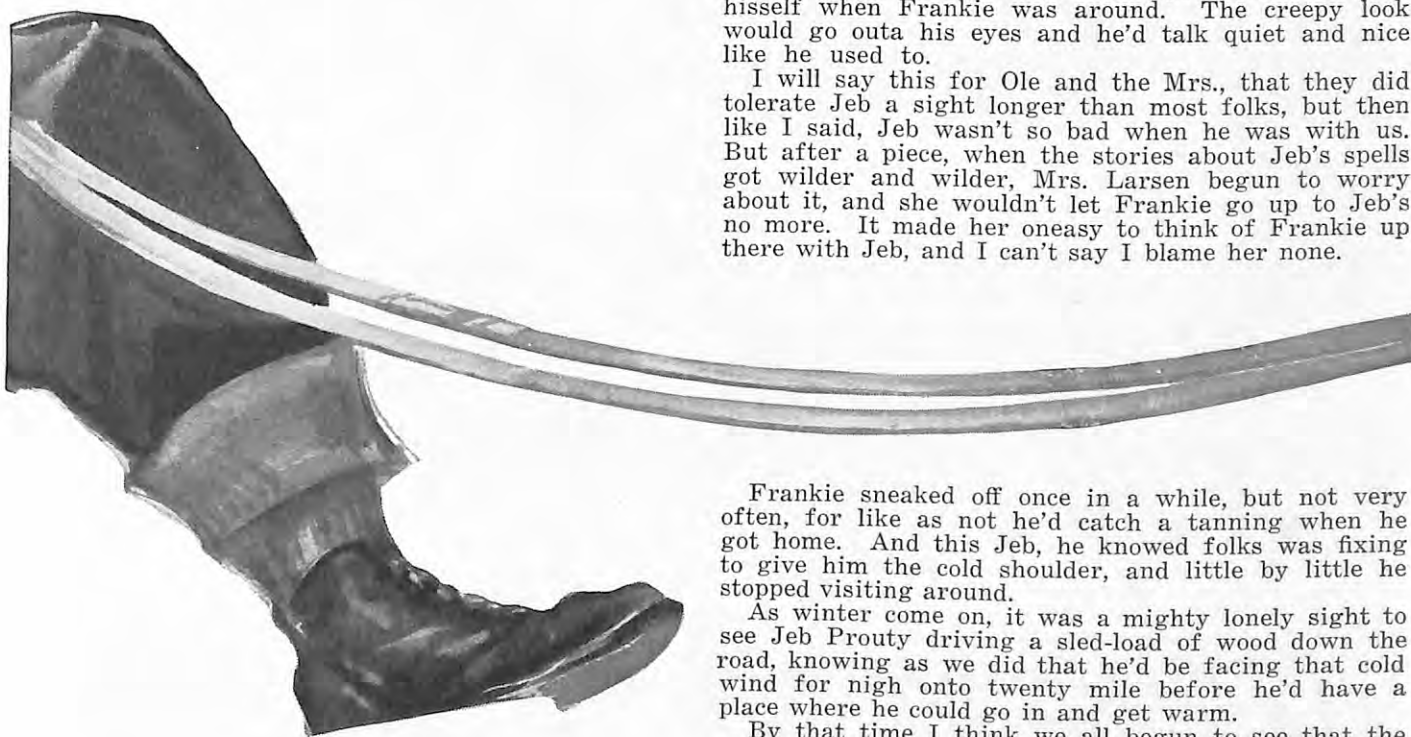 hisself when Frankie was around. The creepy look
would go outa his eyes and he'd talk quiet and nice
like he used to.
I will say this for Ole and the Mrs., that they did
tolerate Jeb a sight longer than most folks, but then
like I said, Jeb wasn't so bad when he was with us.
But after a piece, when the stories about Jeb's spells
got wilder and wilder, Mrs. Larsen begun to worry
about it, and she wouldn't let Frankie go up to Jeb's
no more. It made her oneasy to think of Frankie up
there with Jeb, and I can't say I blame her none.
Frankie sneaked off once in a while, but not very
often, for like as not he'd catch a tanning when he
got home. And this Jeb, he knowed folks was fixing
to give him the cold shoulder, and little by little he
stopped visiting around.
As winter come on, it was a mighty lonely sight to
see Jeb Prouty driving a sled-load of wood down the
road, knowing as we did that he'd be facing that cold
wind for nigh onto twenty mile before he'd have a
place where he could go in and get warm.
By that time I think we all begun to see that the